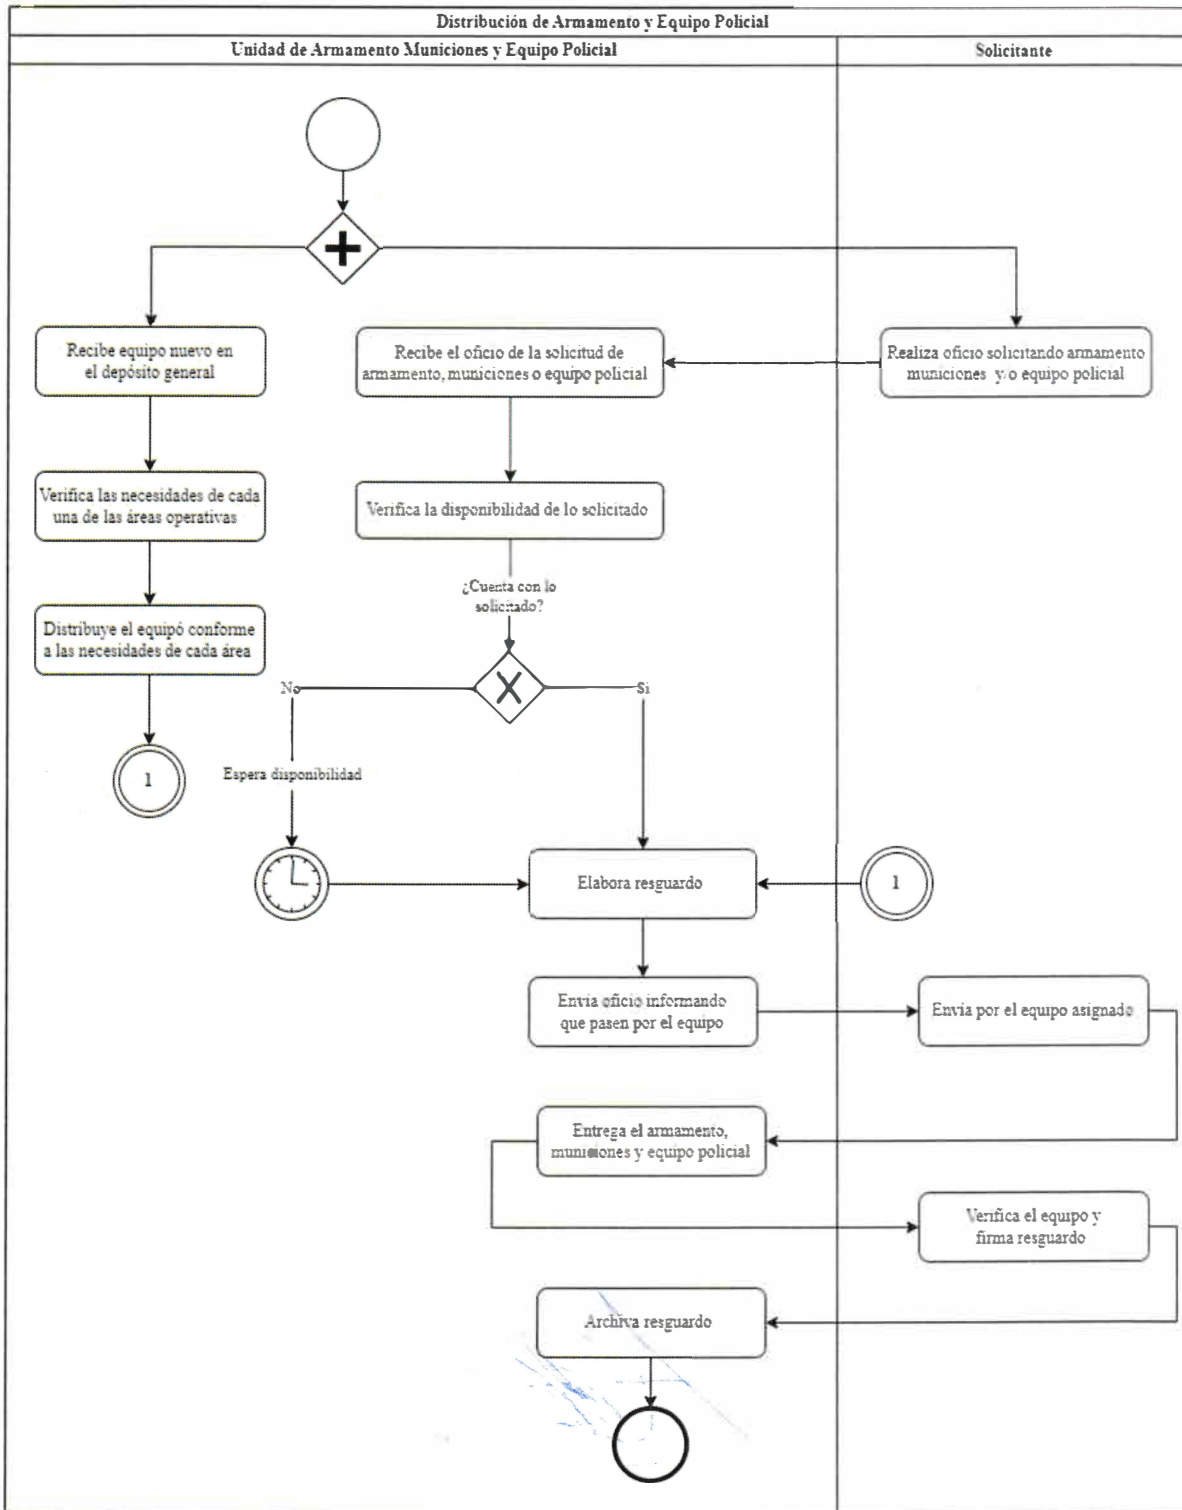 Distribución de Armamento y Equipo Policial
Unidad de Armamento Municiones y Equipo Policial
Solicitante
Recibe equipo nuevo en
el depósito general
Recibe el oficio de la solicitud de
armamento, municiones o equipo policial
Realiza oficio solicitando armamento
municiones y/o equipo policial
Verifica las necesidades de cada
una de las áreas operativas
Verifica la disponibilidad de lo solicitado
¿Cuenta con lo
solicitado?
Distribuye el equipó conforme
a las necesidades de cada área
No
Si
1
Espera disponibilidad
Elabora resguardo
1
Envia oficio informando
que pasen por el equipo
Envía por el equipo asignado
Entrega el armamento,
municiones y equipo policial
Verifica el equipo y
firma resguardo
Archiva resguardo